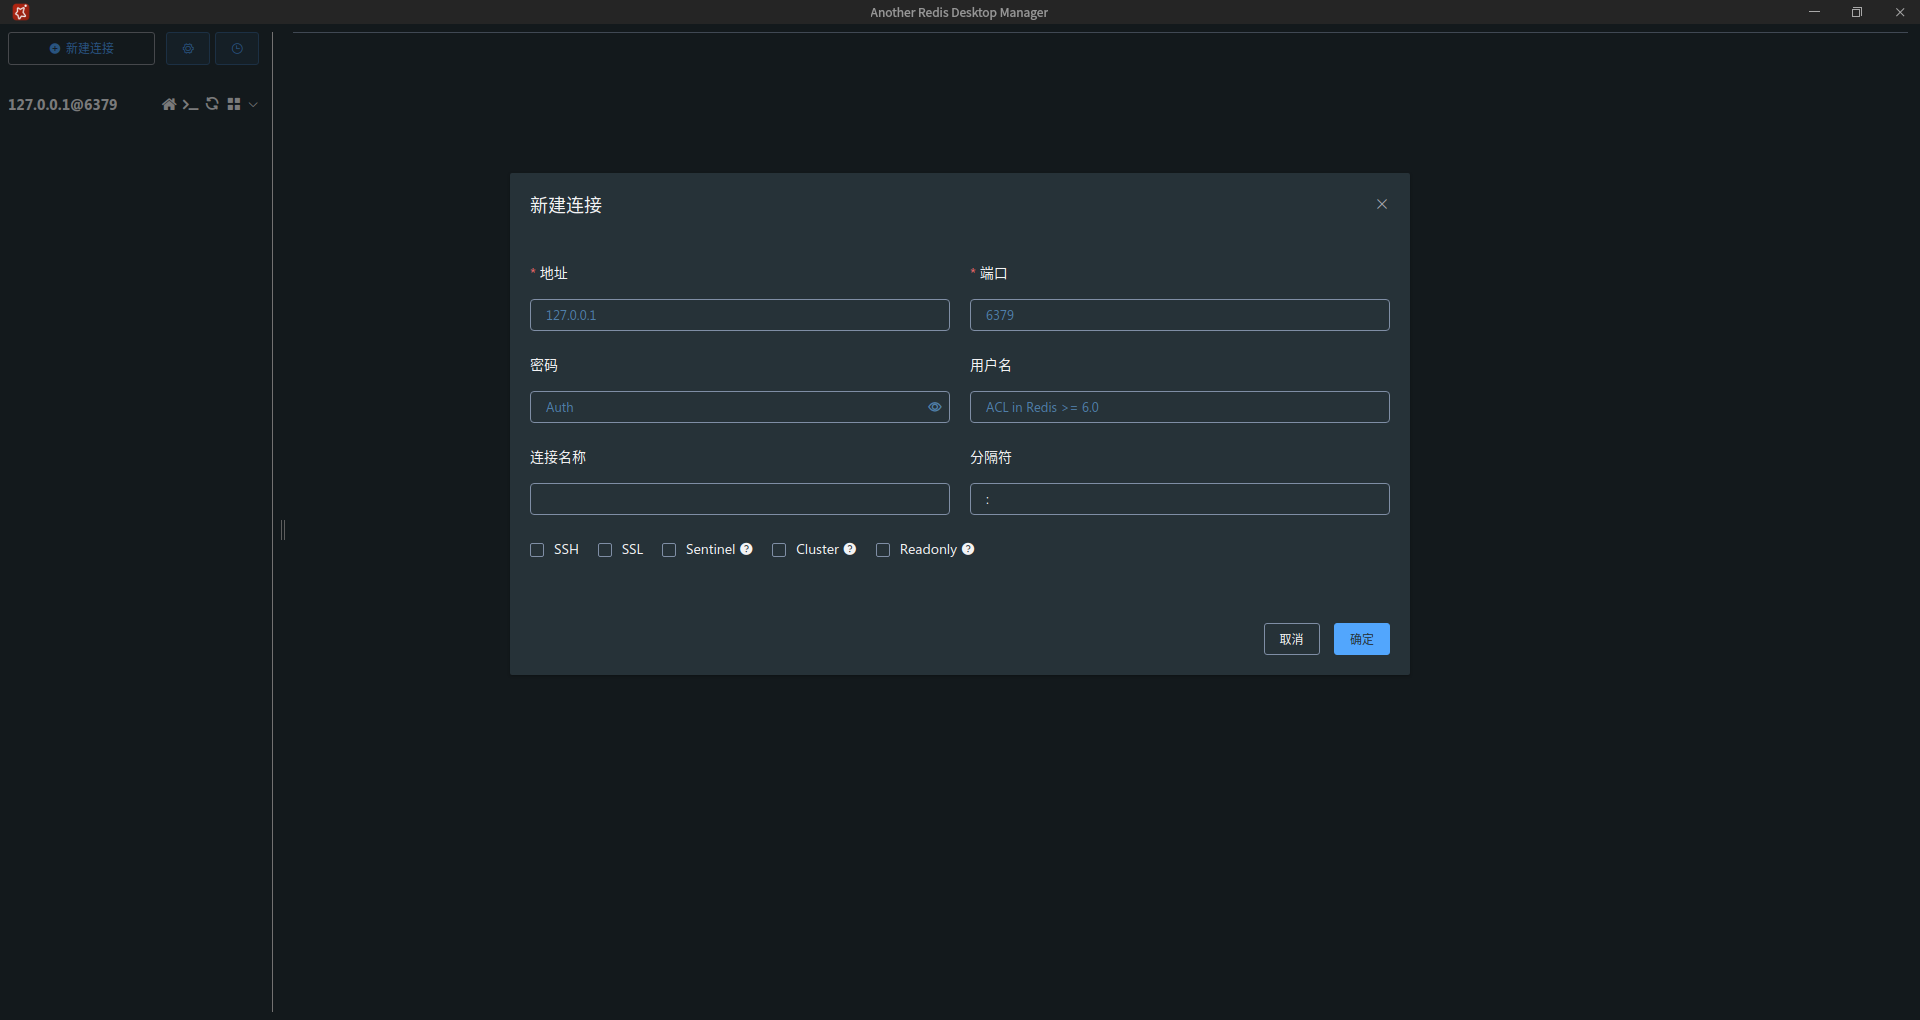 Another Redis Desktop Manager
新建连接
127.0.0.1@6379
新建连接
* 地址
* 端口
127.0.0.1
6379
密码
用户名
Auth
ACL in Redis >= 6.0
连接名称
分隔符
:
SSH SSL Sentinel ? Cluster ? Readonly ?
取消 确定